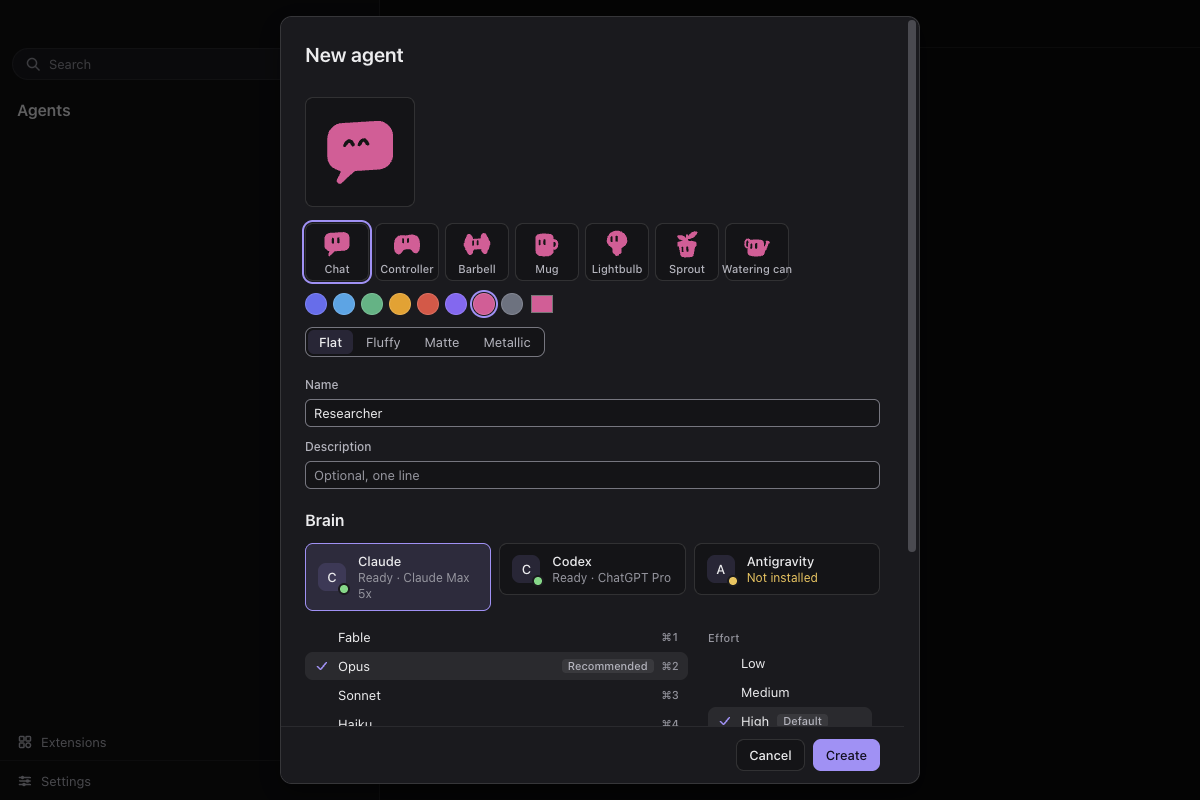 Search
Agents
New agent
Chat
Controller
Barbell
Mug
Lightbulb
Sprout
Watering can
Flat
Fluffy
Matte
Metallic
Name
Researcher
Description
Optional, one line
Brain
C
Claude
Ready · Claude Max
5x
C
Codex
Ready · ChatGPT Pro
A
Antigravity
Not installed
Fable ⌘1
Opus Recommended ⌘2
Sonnet ⌘3
Haiku ⌘4
Effort
Low
Medium
High Default
Extensions
Settings
Cancel
Create